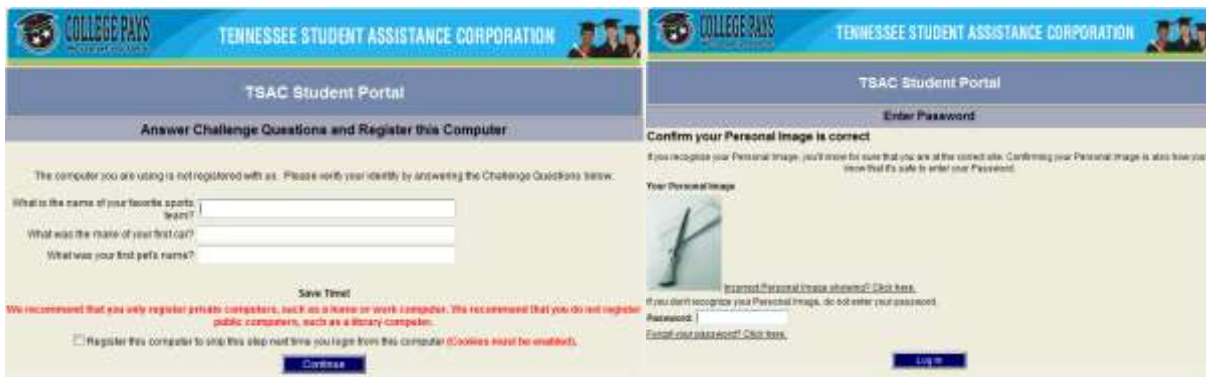 COLLEGE PAYS
TENNESSEE STUDENT ASSISTANCE CORPORATION
TSAC Student Portal
Answer Challenge Questions and Register this Computer
The computer you are using is not registered with us. Please verify your identity by answering the Challenge Questions below.
What is the name of your favorite sports
team?
What was the make of your first car?
What was your first pet's name?
Save Time!
We recommend that you only register private computers, such as a home or work computer. We recommend that you do not register
public computers, such as a library computer.
Register this computer to skip this step next time you login from this computer (Cookies must be enabled).
Continue
COLLEGE PAYS
TENNESSEE STUDENT ASSISTANCE CORPORATION
TSAC Student Portal
Enter Password
Confirm your Personal Image is correct
If you recognize your Personal Image, you'll know for sure that you are at the correct site. Confirming your Personal Image is also how you
know that it's safe to enter your Password.
Your Personal Image
Incorrect Personal Image showing? Click here.
If you don't recognize your Personal Image, do not enter your password.
Password:
Forgot your password? Click here.
Log in